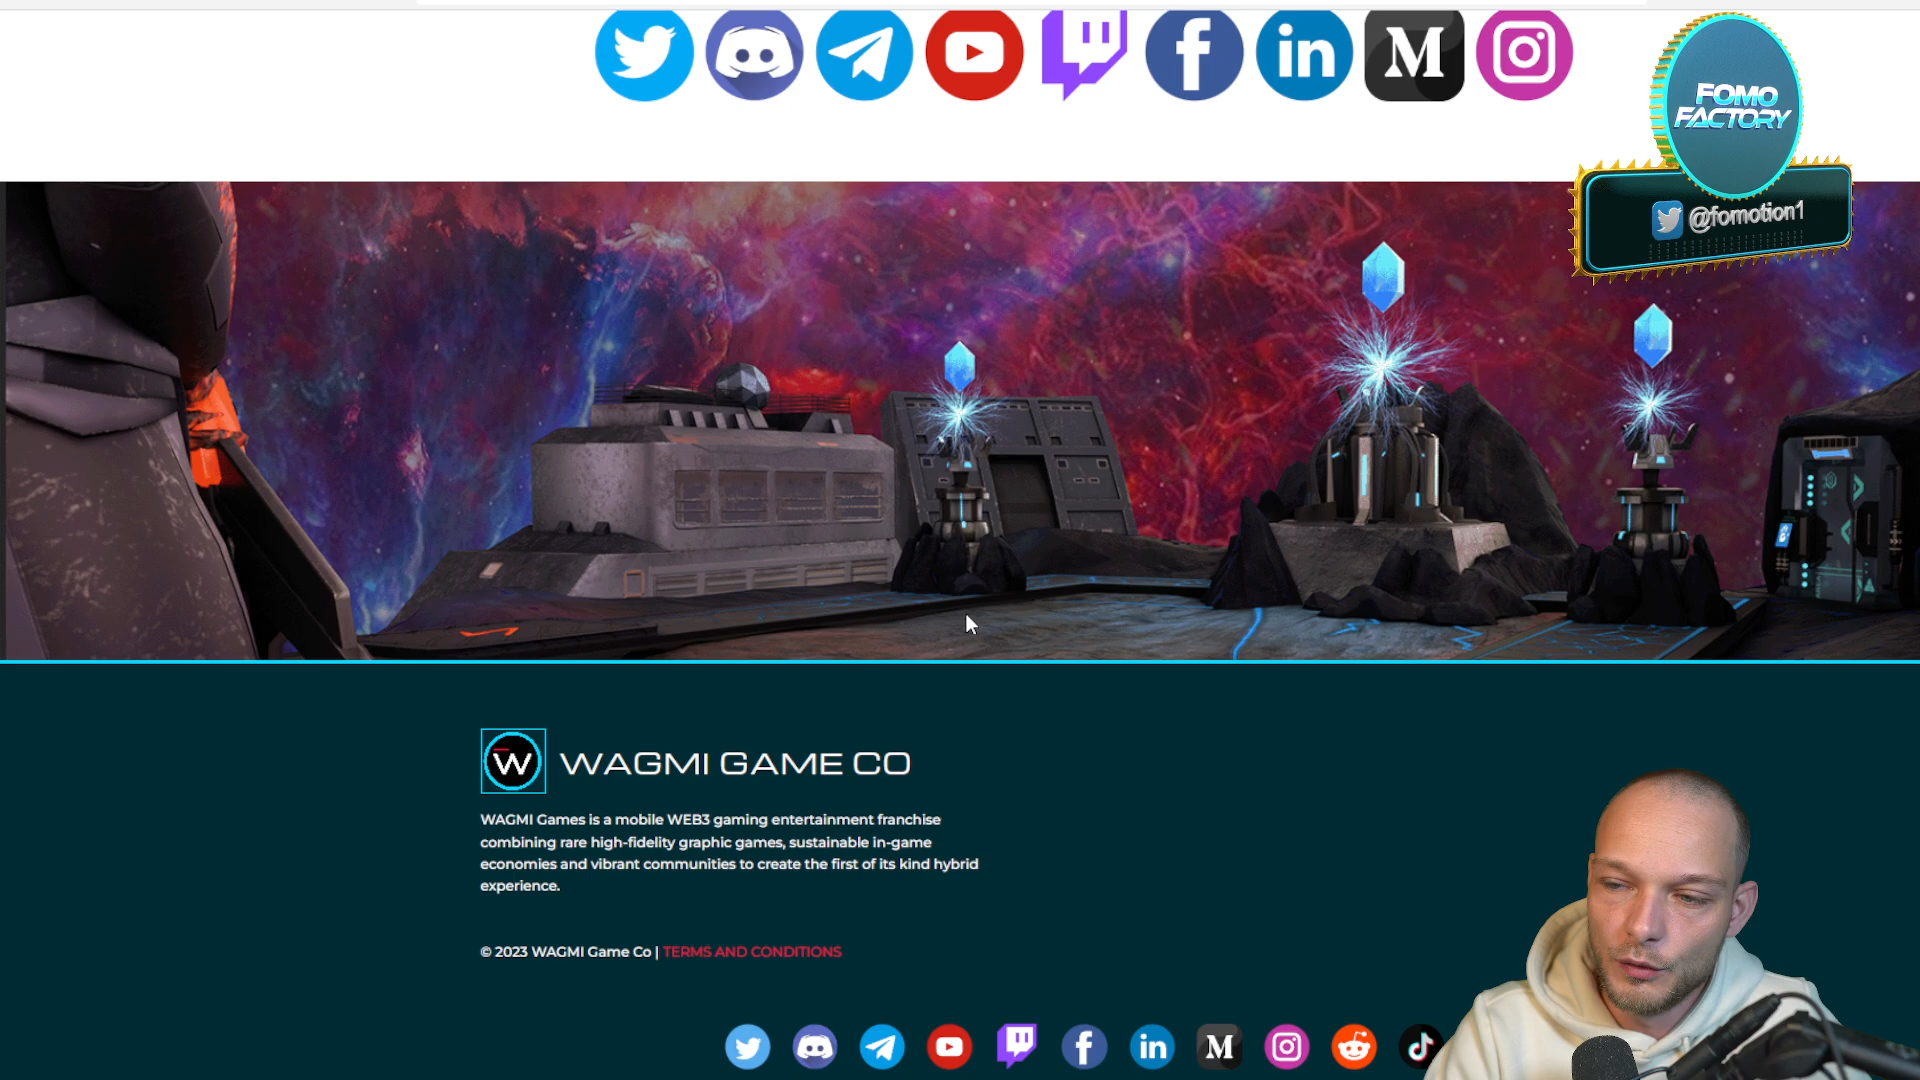 in
M
FOMO
FACTORY
@fomotion1
W
WAGMI GAME CO
WAGMI Games is a mobile WEB3 gaming entertainment franchise
combining rare high-fidelity graphic games, sustainable in-game
economies and vibrant communities to create the first of its kind hybrid
experience.
© 2023 WAGMI Game Co | TERMS AND CONDITIONS
in
M